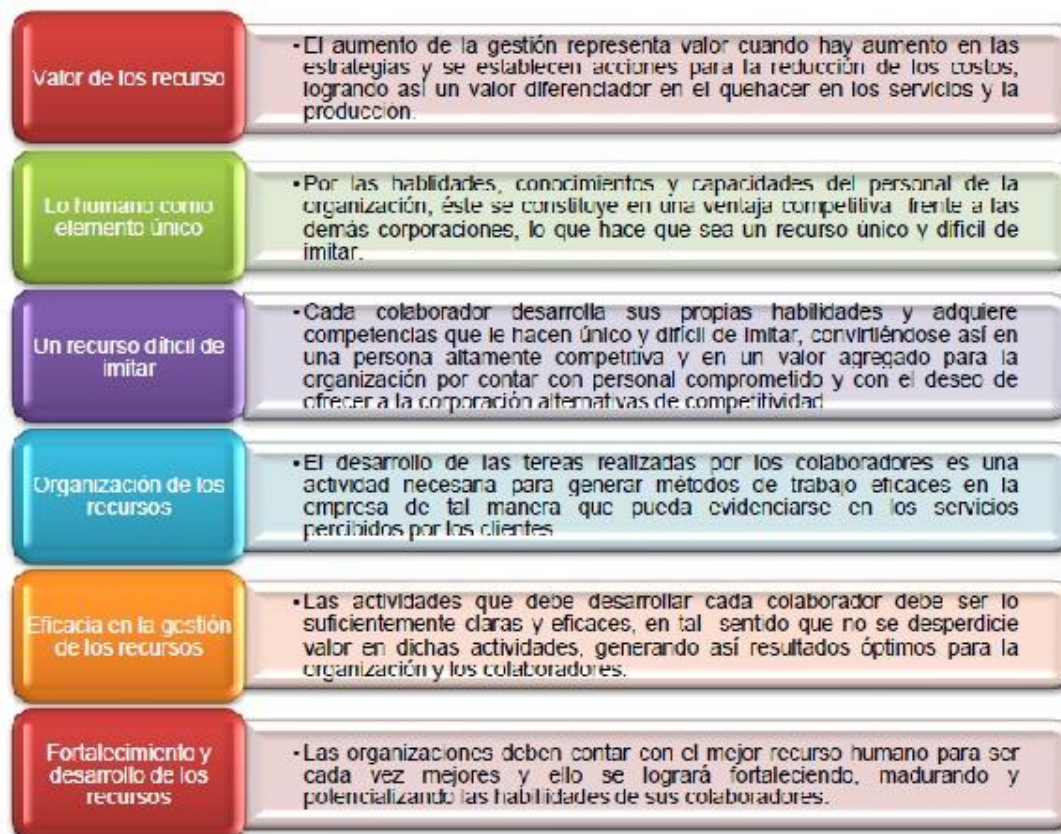 Valor de los recurso
• El aumento de la gestión representa valor cuando hay aumento en las
estrategias y se establecen acciones para la reducción de los costos,
logrando así un valor diferenciador en el quehacer en los servicios y la
producción.
Lo humano como
elemento único
• Por las habilidades, conocimientos y capacidades del personal de la
organización, éste se constituye en una ventaja competitiva frente a las
demás corporaciones, lo que hace que sea un recurso único y difícil de
imitar.
Un recurso difícil de
imitar
• Cada colaborador desarrolla sus propias habilidades y adquiere
competencias que le hacen único y difícil de imitar, convirtiéndose así en
una persona altamente competitiva y en un valor agregado para la
organización por contar con personal comprometido y con el deseo de
ofrecer a la corporación alternativas de competitividad
Organización de los
recursos
• El desarrollo de las tereas realizadas por los colaboradores es una
actividad necesaria para generar métodos de trabajo eficaces en la
empresa de tal manera que pueda evidenciarse en los servicios
percibidos por los clientes
Eficacia en la gestión
de los recursos
• Las actividades que debe desarrollar cada colaborador debe ser lo
suficientemente claras y eficaces, en tal sentido que no se desperdicie
valor en dichas actividades, generando así resultados óptimos para la
organización y los colaboradores.
Fortalecimiento y
desarrollo de los
recursos
• Las organizaciones deben contar con el mejor recurso humano para ser
cada vez mejores y ello se logrará fortaleciendo, madurando y
potencializando las habilidades de sus colaboradores.